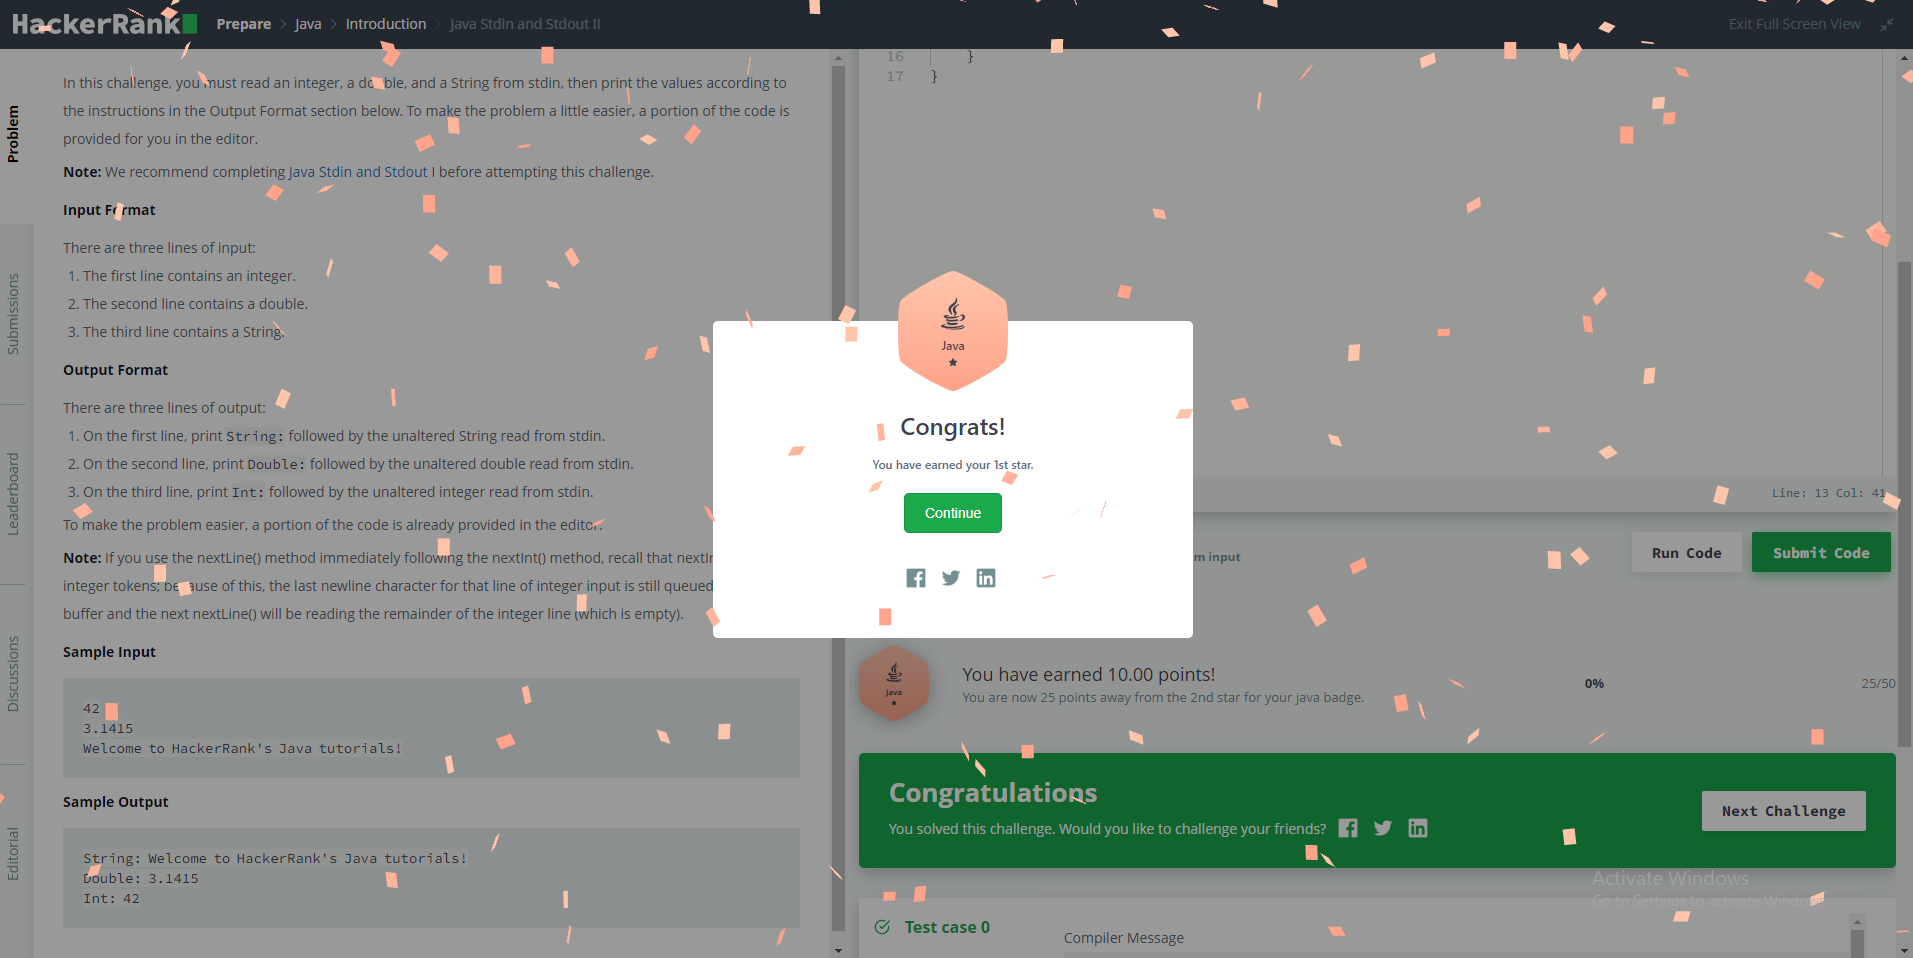 HackerRank
Prepare
Java
Introduction
Java Stdin and Stdout II
Exit Full Screen View
Problem
Submissions
Leaderboard
Discussions
Editorial
In this challenge, you must read an integer, a double, and a String from stdin, then print the values according to
the instructions in the Output Format section below. To make the problem a little easier, a portion of the code is
provided for you in the editor.
Note: We recommend completing Java Stdin and Stdout I before attempting this challenge.
Input Format
There are three lines of input:
1. The first line contains an integer.
2. The second line contains a double.
3. The third line contains a String.
Output Format
There are three lines of output:
1. On the first line, print String: followed by the unaltered String read from stdin.
2. On the second line, print Double: followed by the unaltered double read from stdin.
3. On the third line, print Int: followed by the unaltered integer read from stdin.
To make the problem easier, a portion of the code is already provided in the editor.
Note: If you use the nextLine() method immediately following the nextInt() method, recall that
integer tokens; because of this, the last newline character for that line of integer input is still queued
buffer and the next nextLine() will be reading the remainder of the integer line (which is empty).
Sample Input
42
3.1415
Welcome to HackerRank's Java tutorials!
Sample Output
String: Welcome to HackerRank's Java tutorials!
Double: 3.1415
Int: 42
16 }
17 }
Line: 13 Col: 41
Java
Congrats!
You have earned your 1st star.
Continue
input
Run Code
Submit Code
Java
You have earned 10.00 points!
You are now 25 points away from the 2nd star for your java badge.
0%
25/50
Congratulations
You solved this challenge. Would you like to challenge your friends?
Next Challenge
Activate Windows
Go to Settings to activate Windows.
Test case 0
Compiler Message